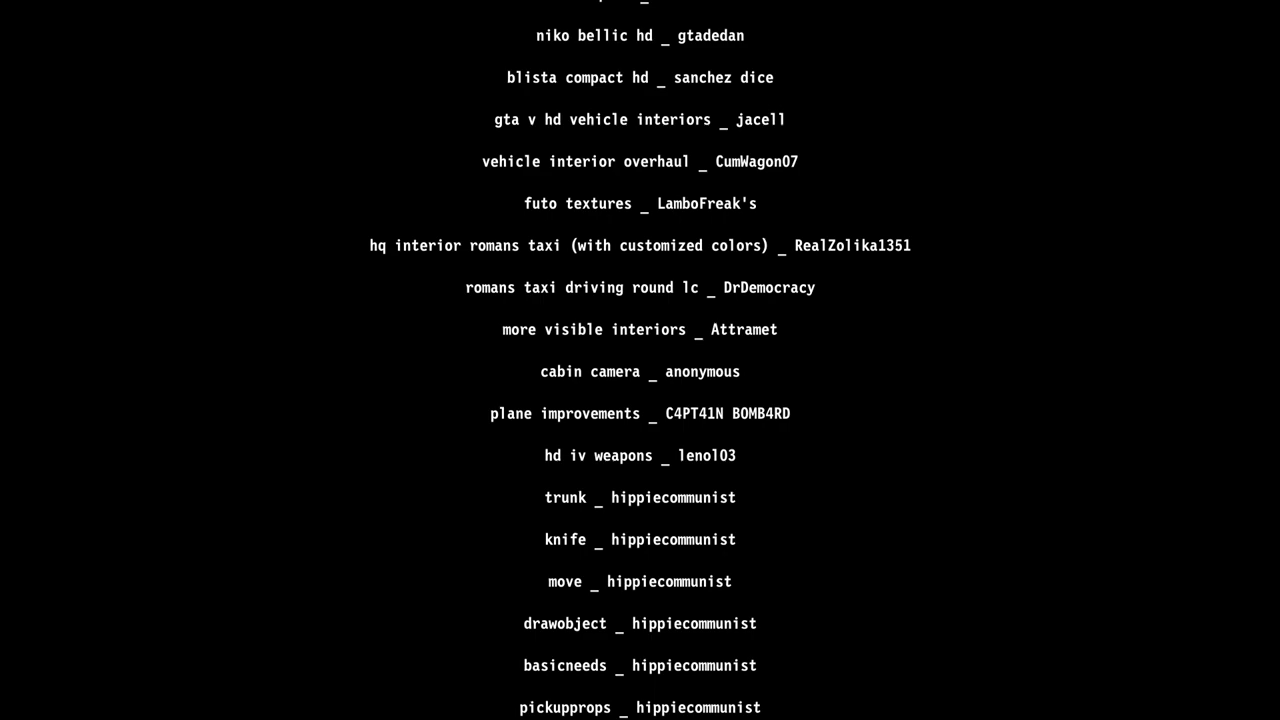 niko bellic hd _ gtadedan
blista compact hd _ sanchez dice
gta v hd vehicle interiors _ jacell
vehicle interior overhaul _ CumWagon07
futo textures _ LamboFreak's
hq interior romans taxi (with customized colors) _ RealZolika1351
romans taxi driving round lc _ DrDemocracy
more visible interiors _ Attramet
cabin camera _ anonymous
plane improvements _ C4PT41N BOMB4RD
hd iv weapons _ lenol03
trunk _ hippiecommunist
knife _ hippiecommunist
move _ hippiecommunist
drawobject _ hippiecommunist
basicneeds _ hippiecommunist
pickupprops _ hippiecommunist